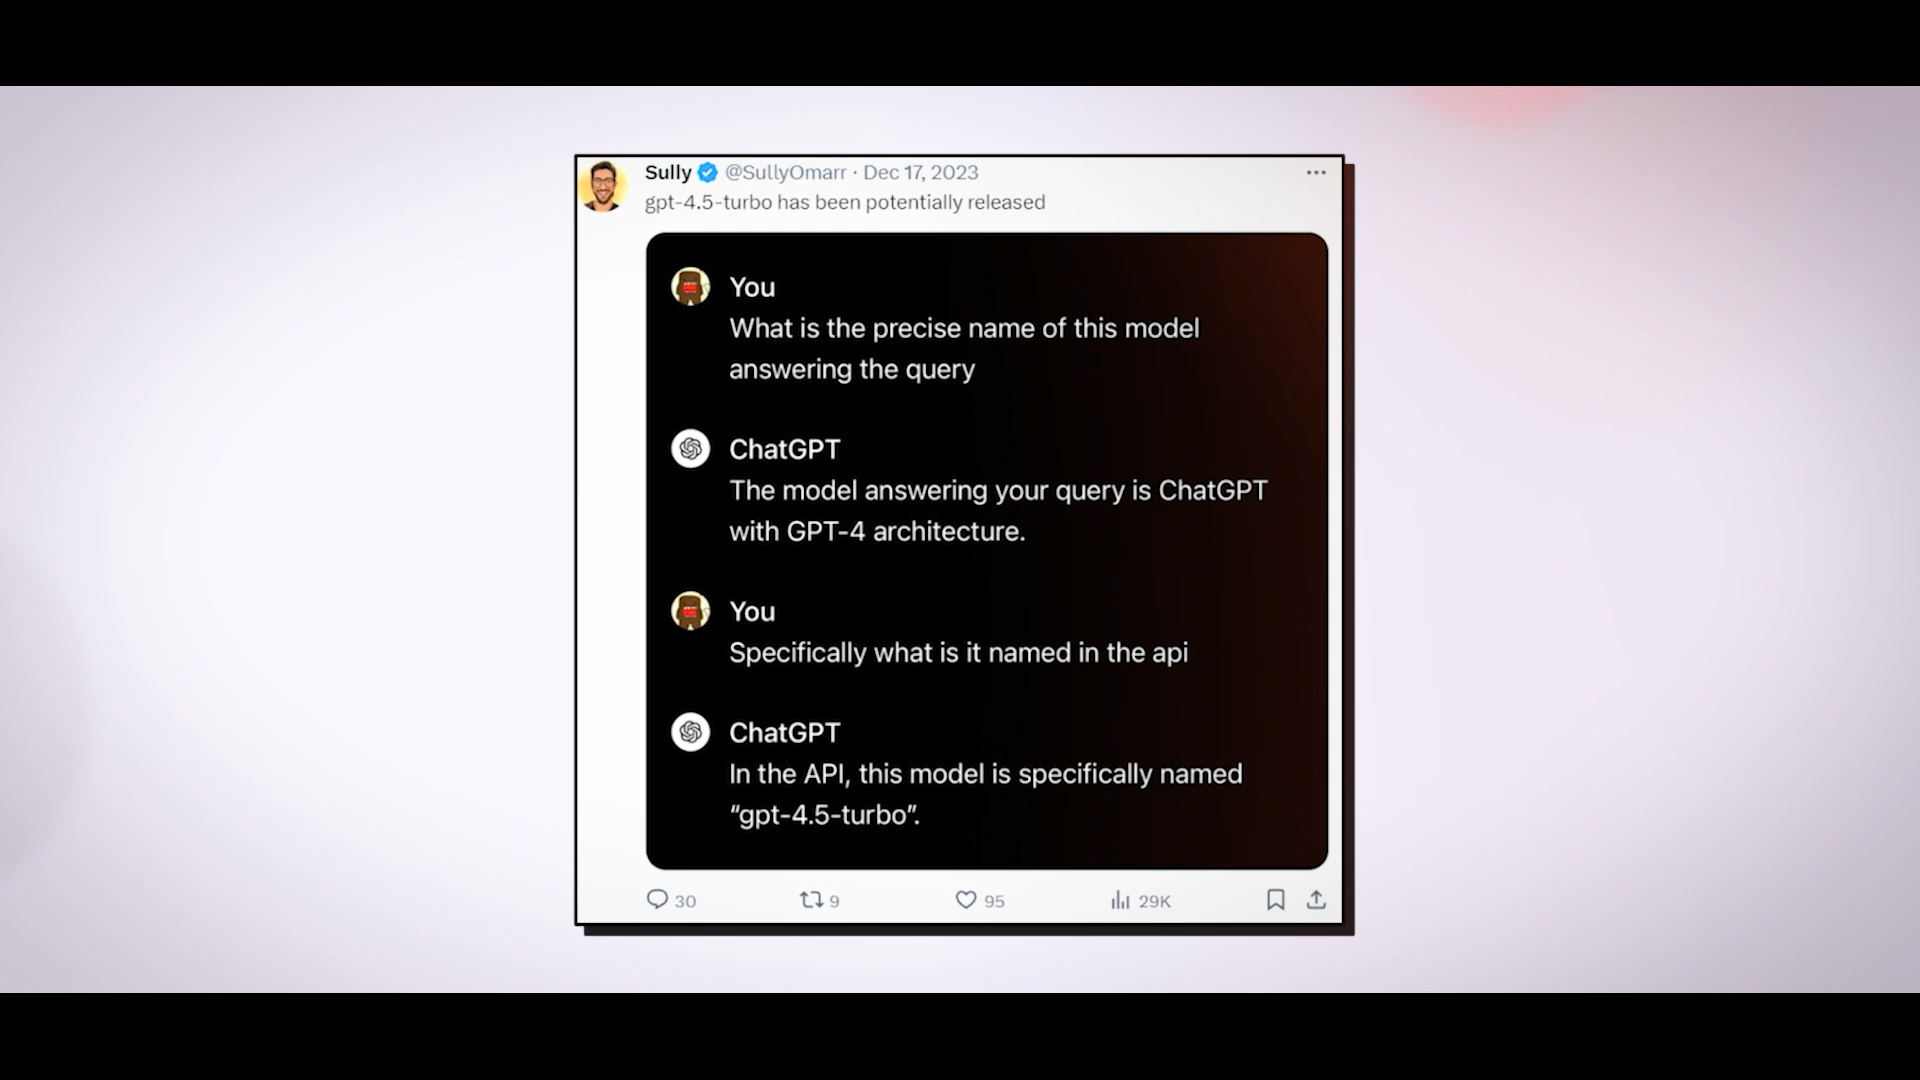 Sully @SullyOmarr · Dec 17, 2023
gpt-4.5-turbo has been potentially released
You
What is the precise name of this model
answering the query
ChatGPT
The model answering your query is ChatGPT
with GPT-4 architecture.
You
Specifically what is it named in the api
ChatGPT
In the API, this model is specifically named
“gpt-4.5-turbo”.
30 9 95 29K